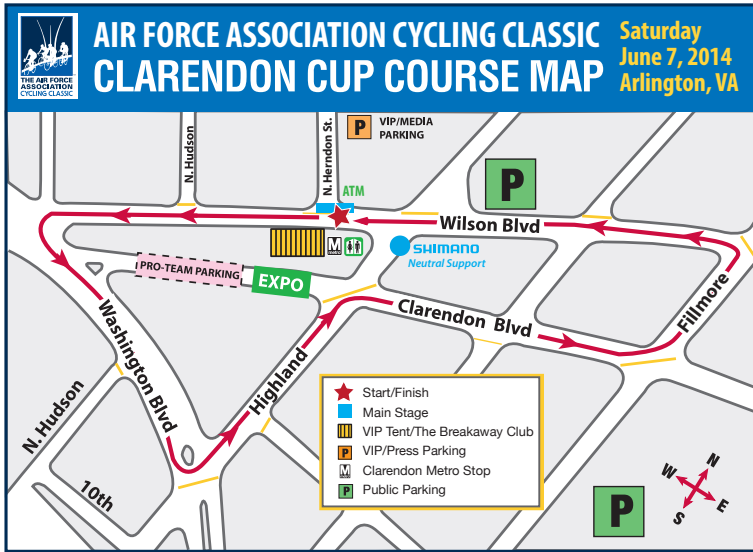 AIR FORCE ASSOCIATION CYCLING CLASSIC
CLARENDON CUP COURSE MAP
Saturday
June 7, 2014
Arlington, VA
THE AIR FORCE
ASSOCIATION
CYCLING CLASSIC
N. Hudson
N. Herndon St.
P
VIP/MEDIA
PARKING
ATM
P
Wilson Blvd
M
SHIMANO
Neutral Support
PRO-TEAM PARKING
EXPO
Clarendon Blvd
Fillmore
Washington Blvd
Highland
N. Hudson
10th
Start/Finish
Main Stage
VIP Tent/The Breakaway Club
P VIP/Press Parking
M Clarendon Metro Stop
P Public Parking
P
N
W
E
S